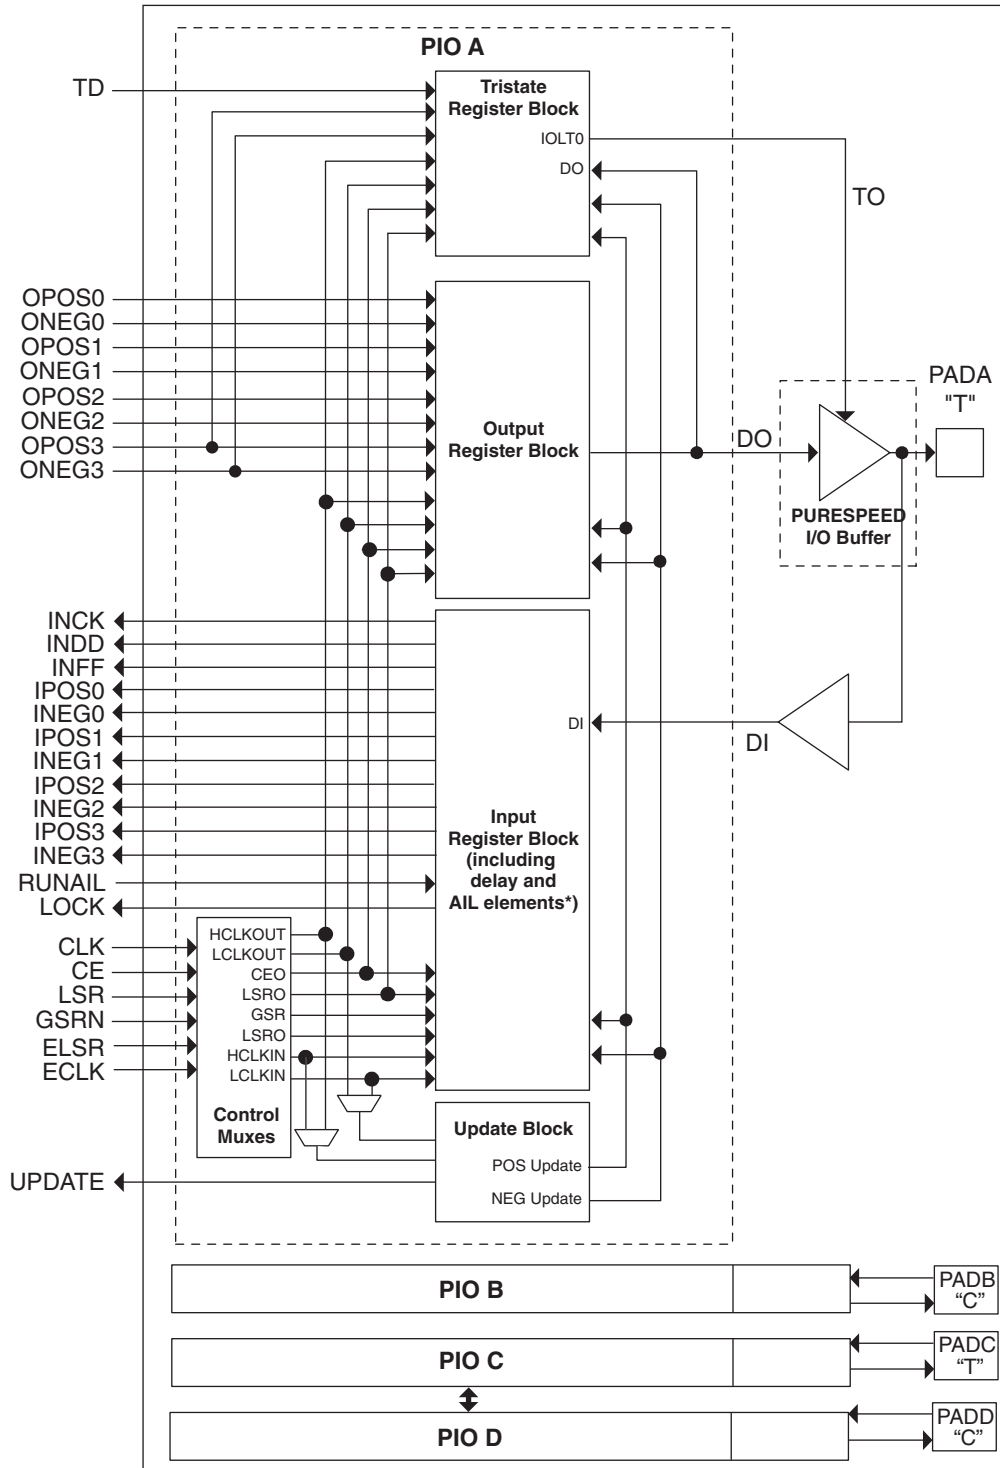 PIO A
TD
Tristate
Register Block
IOLT0
DO
TO
OPOS0
ONEG0
OPOS1
ONEG1
OPOS2
ONEG2
OPOS3
ONEG3
Output
Register Block
DO
PADA
"T"
PURESPEED
I/O Buffer
INCK
INDD
INFF
IPOS0
INEG0
IPOS1
INEG1
IPOS2
INEG2
IPOS3
INEG3
RUNAIL
LOCK
DI
DI
Input
Register Block
(including
delay and
AIL elements*)
CLK
CE
LSR
GSRN
ELSR
ECLK
HCLKOUT
LCLKOUT
CEO
LSRO
GSR
LSRO
HCLKIN
LCLKIN
Control
Muxes
Update Block
POS Update
NEG Update
UPDATE
PIO B
PADB
“C”
PIO C
PADC
“T”
PIO D
PADD
“C”